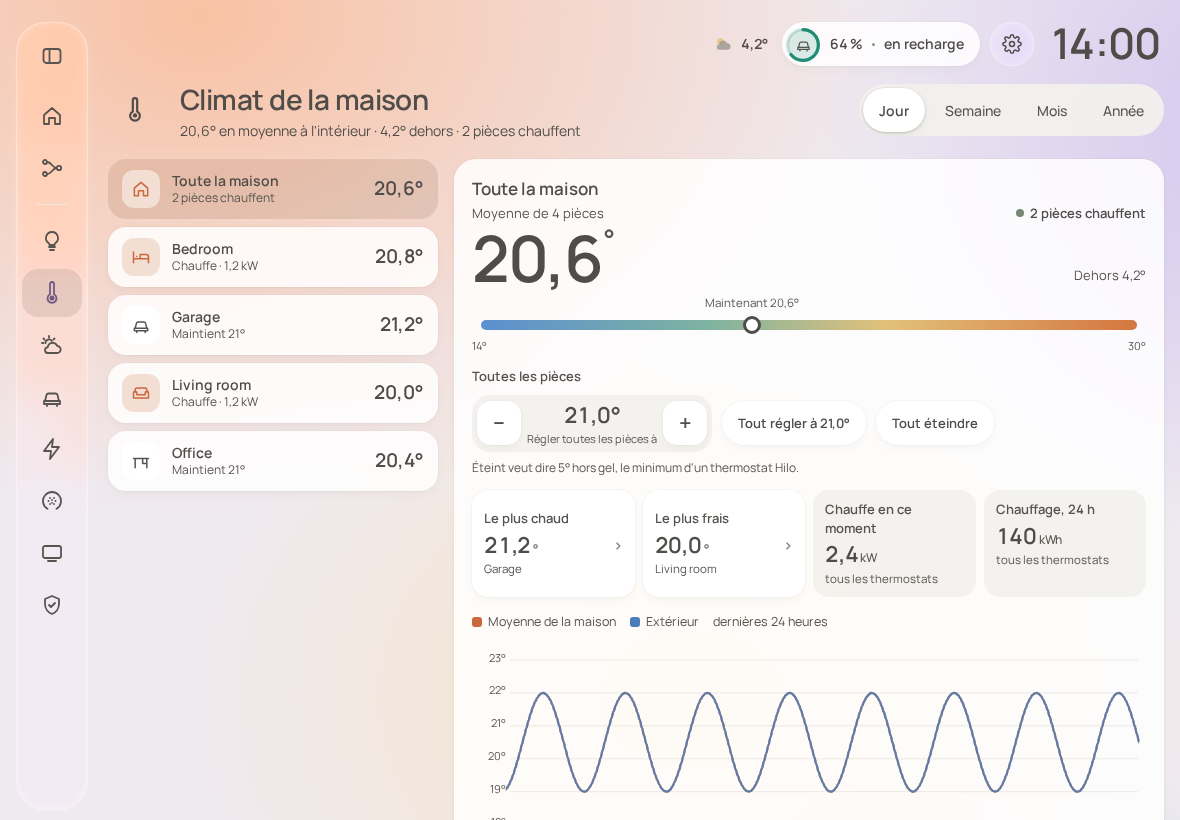 4,2°
64 % • en recharge
14:00
Climat de la maison
20,6° en moyenne à l'intérieur · 4,2° dehors · 2 pièces chauffent
Jour
Semaine
Mois
Année
Toute la maison
2 pièces chauffent
20,6°
Bedroom
Chauffe · 1,2 kW
20,8°
Garage
Maintient 21°
21,2°
Living room
Chauffe · 1,2 kW
20,0°
Office
Maintient 21°
20,4°
Toute la maison
Moyenne de 4 pièces
2 pièces chauffent
20,6°
Dehors 4,2°
Maintenant 20,6°
14°
30°
Toutes les pièces
−
21,0°
Régler toutes les pièces à
+
Tout régler à 21,0°
Tout éteindre
Éteint veut dire 5° hors gel, le minimum d'un thermostat Hilo.
Le plus chaud
21,2°
Garage
Le plus frais
20,0°
Living room
Chauffe en ce
moment
2,4 kW
tous les thermostats
Chauffage, 24 h
140 kWh
tous les thermostats
Moyenne de la maison
Extérieur
dernières 24 heures
23°
22°
21°
20°
19°